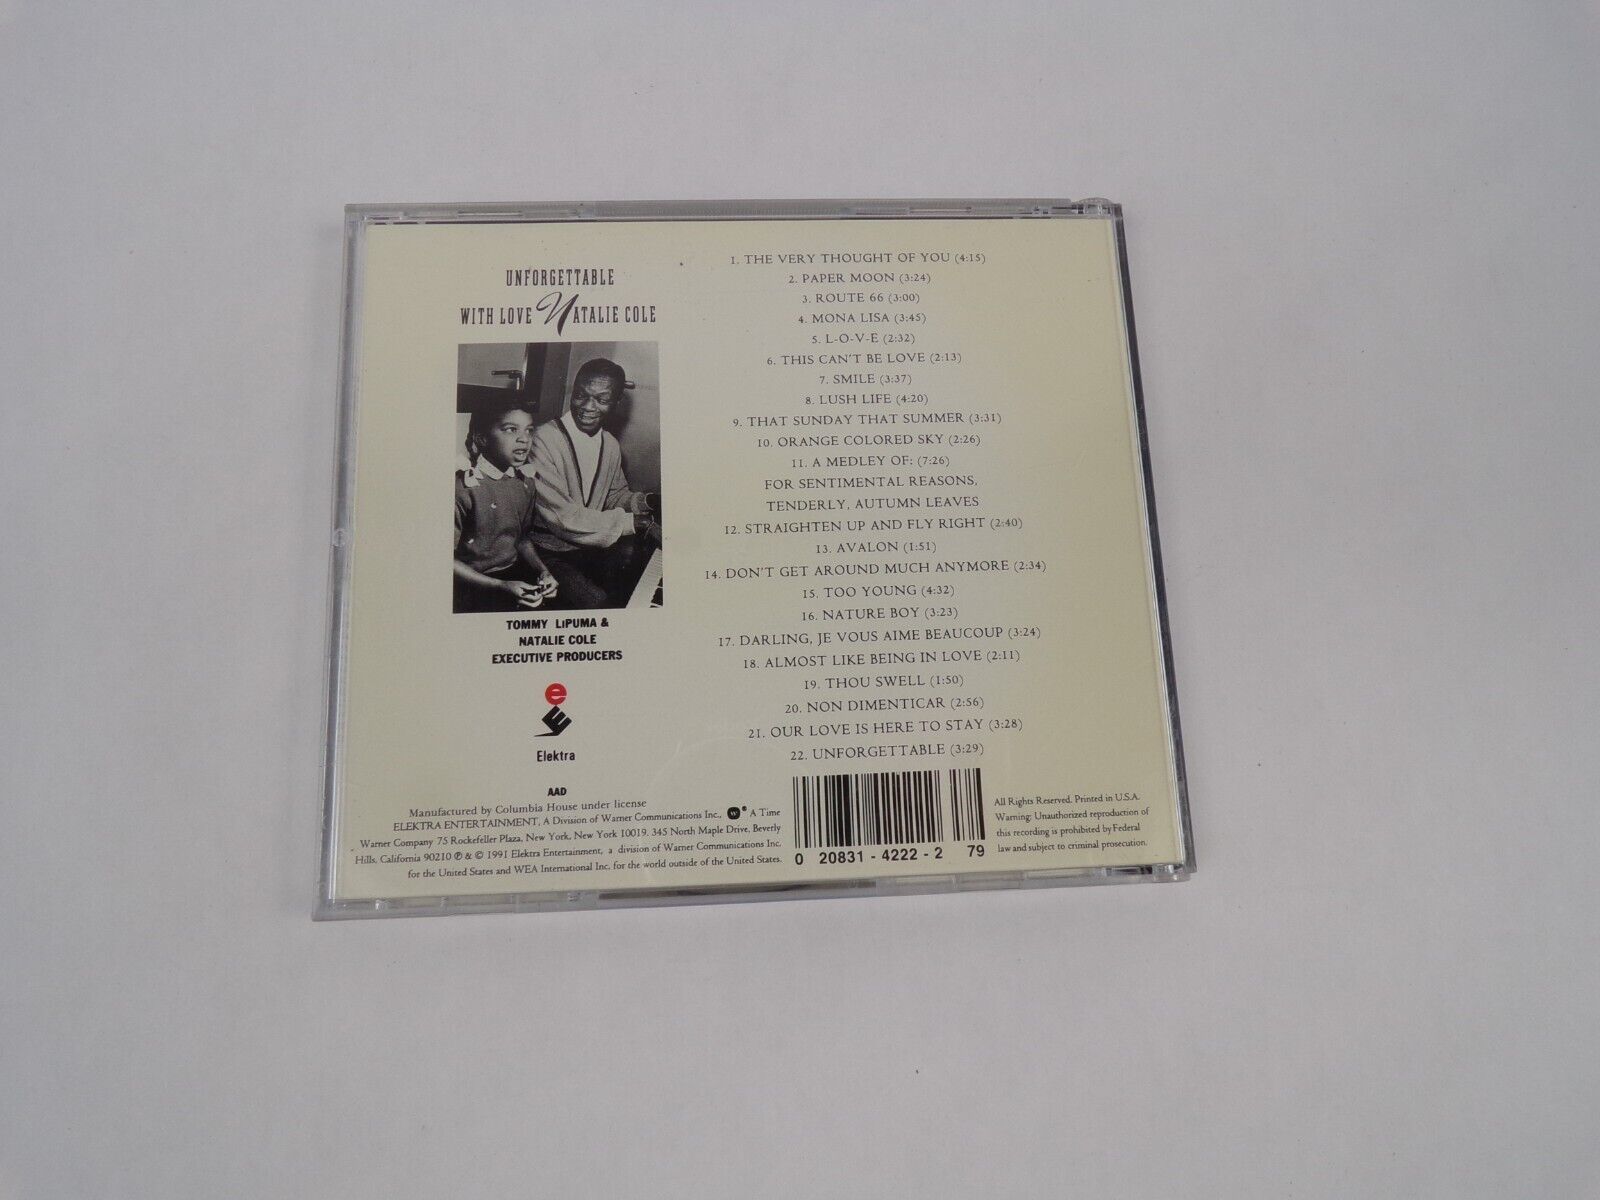 UNFORGETTABLE
WITH LOVE NATALIE COLE
TOMMY LiPUMA &
NATALIE COLE
EXECUTIVE PRODUCERS
e
Elektra
AAD
1. THE VERY THOUGHT OF YOU (4:15)
2. PAPER MOON (3:24)
3. ROUTE 66 (3:00)
4. MONA LISA (3:45)
5. L-O-V-E (2:32)
6. THIS CAN'T BE LOVE (2:13)
7. SMILE (3:37)
8. LUSH LIFE (4:20)
9. THAT SUNDAY THAT SUMMER (3:31)
10. ORANGE COLORED SKY (2:26)
11. A MEDLEY OF: (7:26)
FOR SENTIMENTAL REASONS,
TENDERLY, AUTUMN LEAVES
12. STRAIGHTEN UP AND FLY RIGHT (2:40)
13. AVALON (1:51)
14. DON'T GET AROUND MUCH ANYMORE (2:34)
15. TOO YOUNG (4:32)
16. NATURE BOY (3:23)
17. DARLING, JE VOUS AIME BEAUCOUP (3:24)
18. ALMOST LIKE BEING IN LOVE (2:11)
19. THOU SWELL (1:50)
20. NON DIMENTICAR (2:56)
21. OUR LOVE IS HERE TO STAY (3:28)
22. UNFORGETTABLE (3:29)
Manufactured by Columbia House under license
ELEKTRA ENTERTAINMENT, A Division of Warner Communications Inc., W ® A Time
Warner Company 75 Rockefeller Plaza, New York, New York 10019. 345 North Maple Drive, Beverly
Hills, California 90210 ℗ & © 1991 Elektra Entertainment, a division of Warner Communications Inc.
for the United States and WEA International Inc. for the world outside of the United States.
0 20831 - 4222 - 2 79
All Rights Reserved. Printed in U.S.A.
Warning: Unauthorized reproduction of
this recording is prohibited by Federal
law and subject to criminal prosecution.